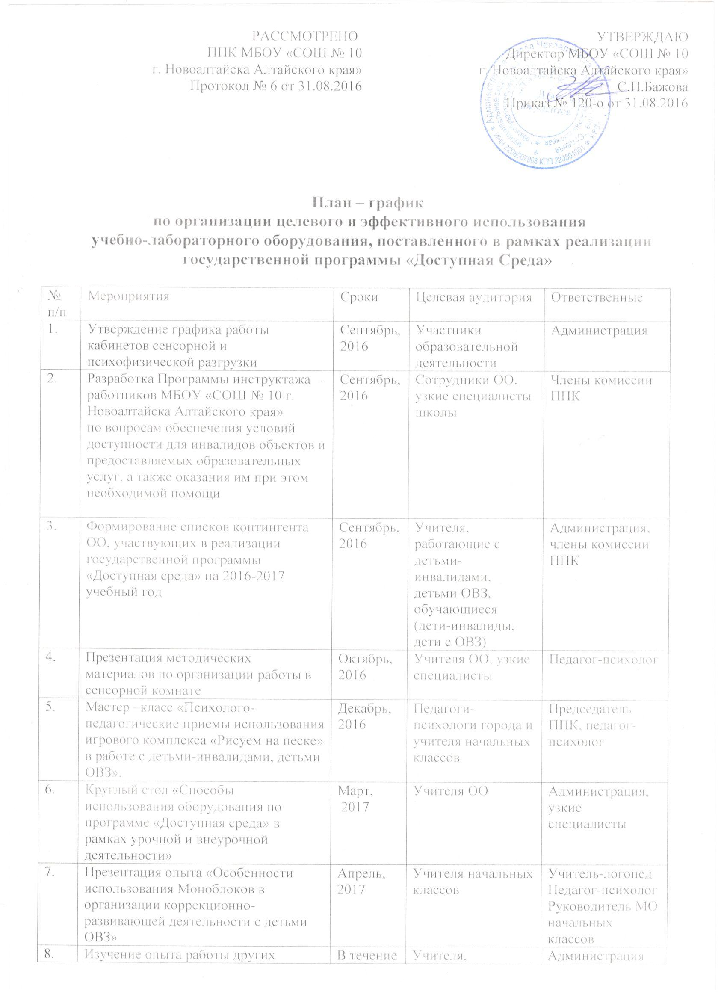 РАССМОТРЕНО
ППК МБОУ «СОШ № 10
г. Новоалтайска Алтайского края»
Протокол № 6 от 31.08.2016
УТВЕРЖДАЮ
Директор МБОУ «СОШ № 10
г. Новоалтайска Алтайского края»
С.П.Бажова
Приказ № 120-о от 31.08.2016
ИНН 2208007908 КПП 220801001
План – график
по организации целевого и эффективного использования
учебно-лабораторного оборудования, поставленного в рамках реализации
государственной программы «Доступная Среда»
№
п/п
Мероприятия
Сроки
Целевая аудитория
Ответственные
1.
Утверждение графика работы
кабинетов сенсорной и
психофизической разгрузки
Сентябрь,
2016
Участники
образовательной
деятельности
Администрация
2.
Разработка Программы инструктажа
работников МБОУ «СОШ № 10 г.
Новоалтайска Алтайского края»
по вопросам обеспечения условий
доступности для инвалидов объектов и
предоставляемых образовательных
услуг, а также оказания им при этом
необходимой помощи
Сентябрь,
2016
Сотрудники ОО,
узкие специалисты
школы
Члены комиссии
ППК
3.
Формирование списков контингента
ОО, участвующих в реализации
государственной программы
«Доступная среда» на 2016-2017
учебный год
Сентябрь,
2016
Учителя,
работающие с
детьми-
инвалидами,
детьми ОВЗ,
обучающиеся
(дети-инвалиды,
дети с ОВЗ)
Администрация,
члены комиссии
ППК
4.
Презентация методических
материалов по организации работы в
сенсорной комнате
Октябрь,
2016
Учителя ОО, узкие
специалисты
Педагог-психолог
5.
Мастер –класс «Психолого-
педагогические приемы использования
игрового комплекса «Рисуем на песке»
в работе с детьми-инвалидами, детьми
ОВЗ».
Декабрь,
2016
Педагоги-
психологи города и
учителя начальных
классов
Председатель
ППК, педагог-
психолог
6.
Круглый стол «Способы
использования оборудования по
программе «Доступная среда» в
рамках урочной и внеурочной
деятельности»
Март,
2017
Учителя ОО
Администрация,
узкие
специалисты
7.
Презентация опыта «Особенности
использования Моноблоков в
организации коррекционно-
развивающей деятельности с детьми
ОВЗ»
Апрель,
2017
Учителя начальных
классов
Учитель-логопед
Педагог-психолог
Руководитель МО
начальных
классов
8.
Изучение опыта работы других
В течение
Учителя,
Администрация